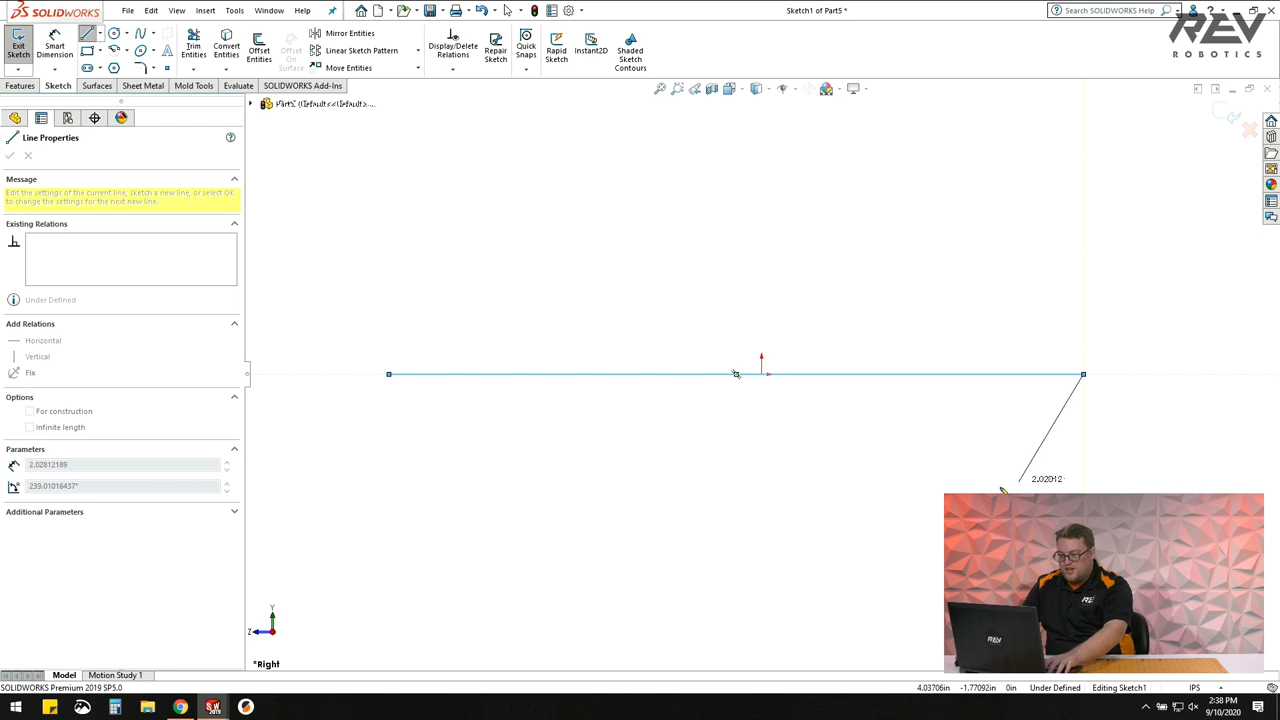 SOLIDWORKS
File
Edit
View
Insert
Tools
Window
Help
Sketch1 of Part5 *
Search SOLIDWORKS Help
Exit
Sketch
Smart
Dimension
Trim
Entities
Convert
Entities
Offset
Entities
Offset
On
Surface
Mirror Entities
Linear Sketch Pattern
Move Entities
Display/Delete
Relations
Repair
Sketch
Quick
Snaps
Rapid
Sketch
Instant2D
Shaded
Sketch
Contours
REV
ROBOTICS
Features
Sketch
Surfaces
Sheet Metal
Mold Tools
Evaluate
SOLIDWORKS Add-Ins
Line Properties
Message
Edit the settings of the current line, sketch a new line, or select OK
to change the settings for the next new line.
Existing Relations
Under Defined
Add Relations
Horizontal
Vertical
Fix
Options
For construction
Infinite length
Parameters
2.02812189
239.01016437°
Additional Parameters
Y
Z
*Right
REV
REV
Model
Motion Study 1
SOLIDWORKS Premium 2019 SP5.0
4.03706in
-1.77092in
0in
Under Defined
Editing Sketch1
IPS
2:38 PM
9/10/2020